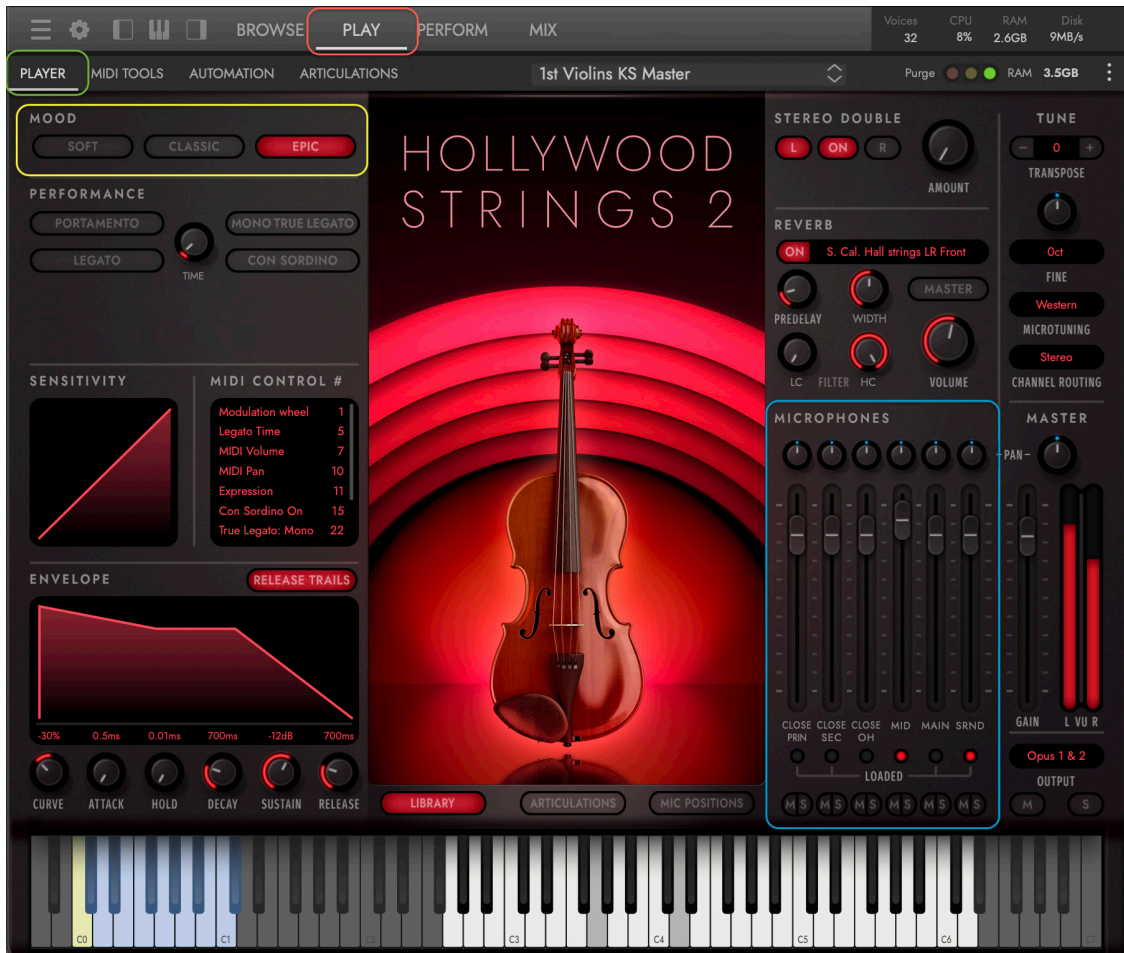 BROWSE PLAY PERFORM MIX
Voices CPU RAM Disk
32 8% 2.6GB 9MB/s
PLAYER MIDI TOOLS AUTOMATION ARTICULATIONS
1st Violins KS Master
Purge RAM 3.5GB
MOOD
SOFT CLASSIC EPIC
PERFORMANCE
PORTAMENTO MONO TRUE LEGATO
LEGATO CON SORDINO
TIME
SENSITIVITY
MIDI CONTROL #
Modulation wheel 1
Legato Time 5
MIDI Volume 7
MIDI Pan 10
Expression 11
Con Sordino On 15
True Legato: Mono 22
ENVELOPE RELEASE TRAILS
-30% 0.5ms 0.01ms 700ms -12dB 700ms
CURVE ATTACK HOLD DECAY SUSTAIN RELEASE
HOLLYWOOD
STRINGS 2
LIBRARY ARTICULATIONS MIC POSITIONS
STEREO DOUBLE
L ON R
AMOUNT
REVERB
ON S. Cal. Hall strings LR Front
MASTER
PREDELAY WIDTH
LC FILTER HC VOLUME
TUNE
− 0 +
TRANSPOSE
0ct
FINE
Western
MICROTUNING
Stereo
CHANNEL ROUTING
MICROPHONES
CLOSE PRIN CLOSE SEC CLOSE OH MID MAIN SRND
LOADED
M S M S M S M S M S M S
MASTER
-PAN-
GAIN L VU R
Opus 1 & 2
OUTPUT
M S
C0 C1 C2 C3 C4 C5 C6 C7